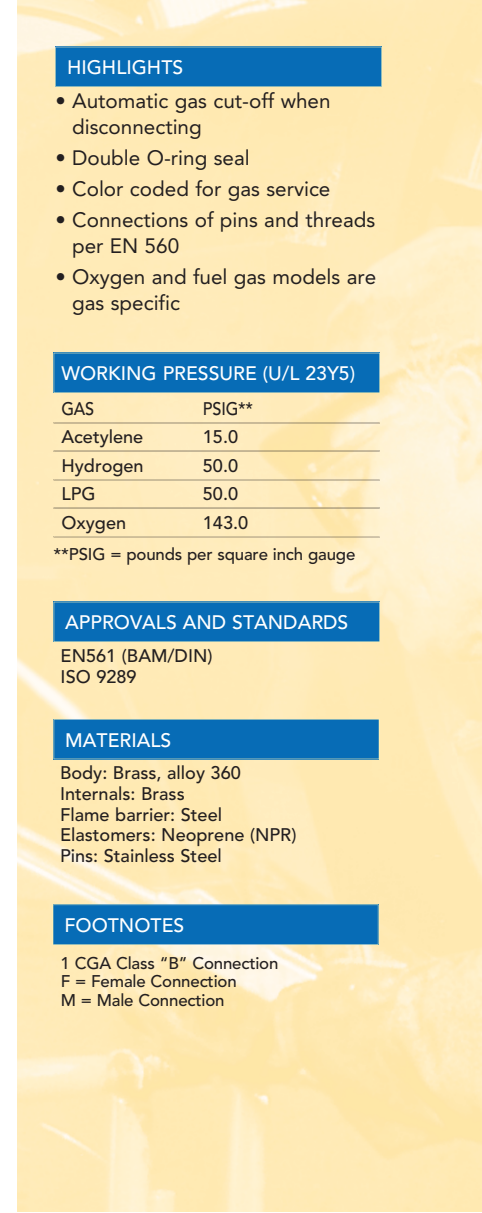 HIGHLIGHTS
• Automatic gas cut-off when
disconnecting
• Double O-ring seal
• Color coded for gas service
• Connections of pins and threads
per EN 560
• Oxygen and fuel gas models are
gas specific
WORKING PRESSURE (U/L 23Y5)
GAS PSIG**
Acetylene 15.0
Hydrogen 50.0
LPG 50.0
Oxygen 143.0
**PSIG = pounds per square inch gauge
APPROVALS AND STANDARDS
EN561 (BAM/DIN)
ISO 9289
MATERIALS
Body: Brass, alloy 360
Internals: Brass
Flame barrier: Steel
Elastomers: Neoprene (NPR)
Pins: Stainless Steel
FOOTNOTES
1 CGA Class “B” Connection
F = Female Connection
M = Male Connection